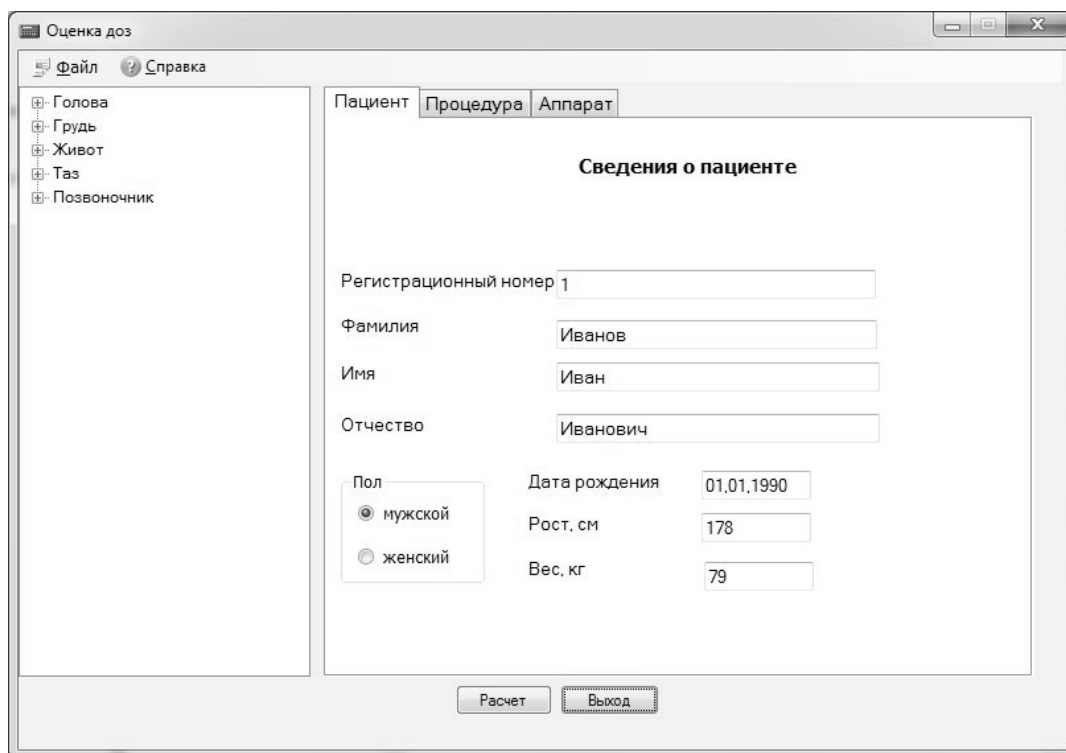 Оценка доз
Файл Справка
Голова
Грудь
Живот
Таз
Позвоночник
Пациент Процедура Аппарат
Сведения о пациенте
Регистрационный номер 1
Фамилия Иванов
Имя Иван
Отчество Иванович
Пол
мужской
женский
Дата рождения 01.01.1990
Рост, см 178
Вес, кг 79
Расчет Выход